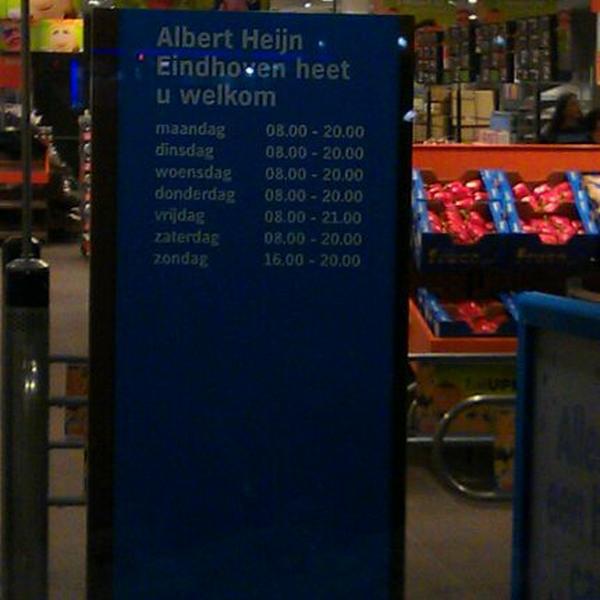 Albert Heijn
Eindhoven heet
u welkom
maandag 08.00 - 20.00
dinsdag 08.00 - 20.00
woensdag 08.00 - 20.00
donderdag 08.00 - 20.00
vrijdag 08.00 - 21.00
zaterdag 08.00 - 20.00
zondag 16.00 - 20.00